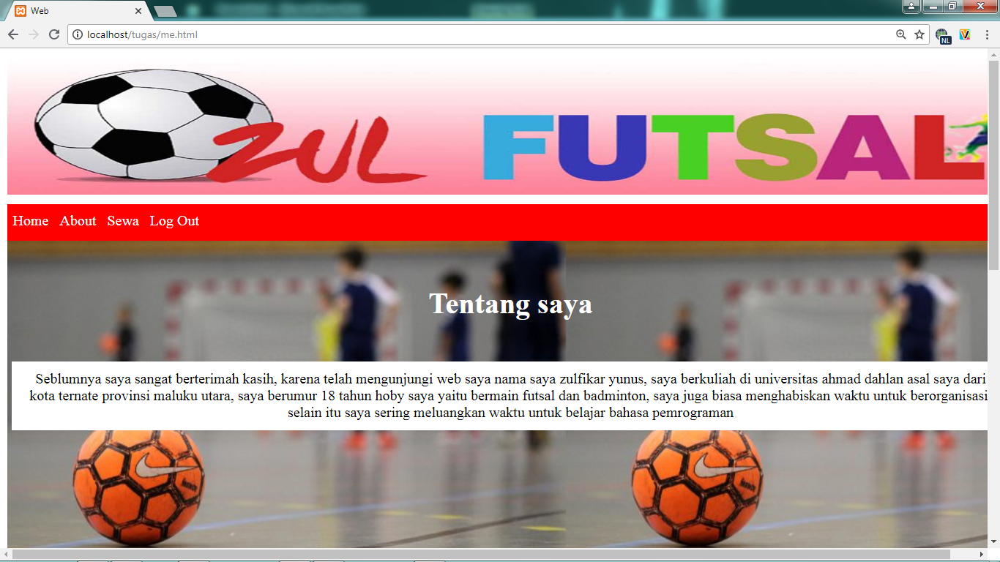 Web
localhost/tugas/me.html
NL
ZUL FUTSAL
Home About Sewa Log Out
Tentang saya
Seblumnya saya sangat berterimah kasih, karena telah mengunjungi web saya nama saya zulfikar yunus, saya berkuliah di universitas ahmad dahlan asal saya dari
kota ternate provinsi maluku utara, saya berumur 18 tahun hoby saya yaitu bermain futsal dan badminton, saya juga biasa menghabiskan waktu untuk berorganisasi
selain itu saya sering meluangkan waktu untuk belajar bahasa pemrograman